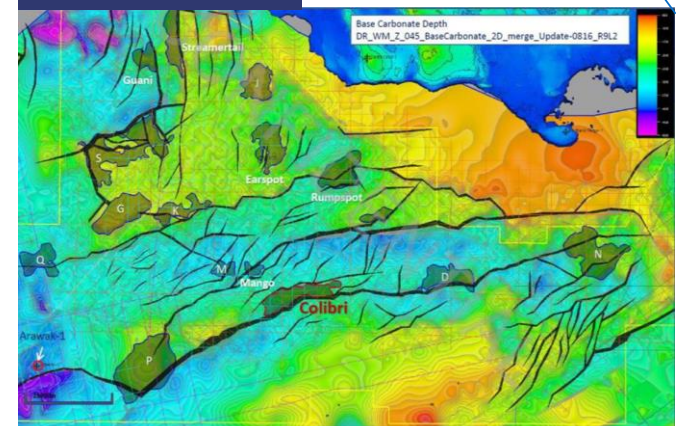 Base Carbonate Depth
DR_WM_Z_045_BaseCarbonate_2D_merge_Update-0816_R9L2
Streamertail
Guani
J
S
Earspot
Rumpspot
G
K
Q
M
Mango
D
N
Colibri
Arawak-1
P